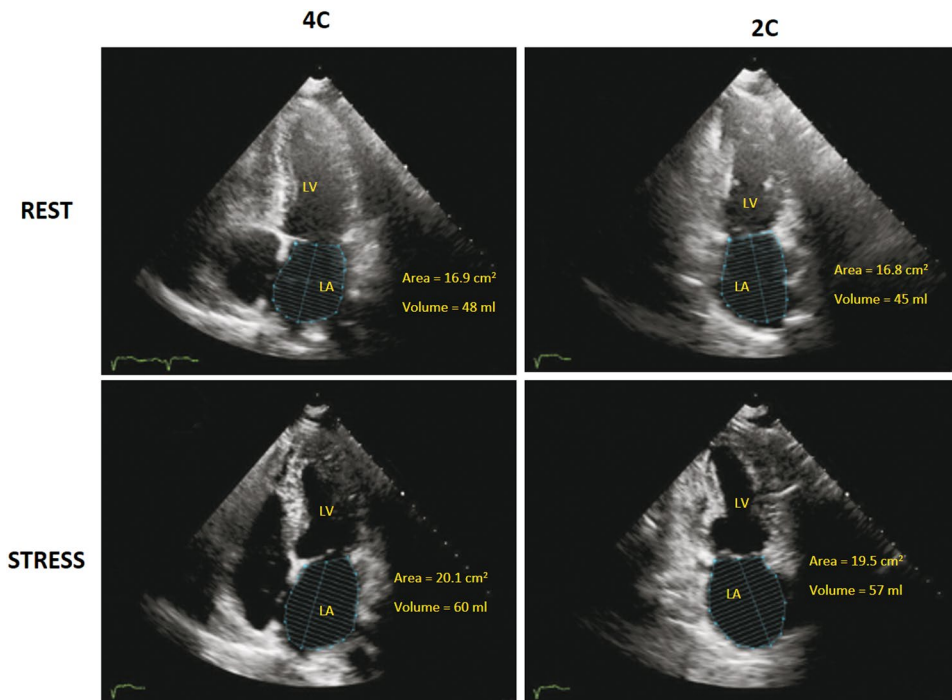 4C
2C
REST
LV
LA
Area = 16.9 cm²
Volume = 48 ml
LV
LA
Area = 16.8 cm²
Volume = 45 ml
STRESS
LV
LA
Area = 20.1 cm²
Volume = 60 ml
LV
LA
Area = 19.5 cm²
Volume = 57 ml